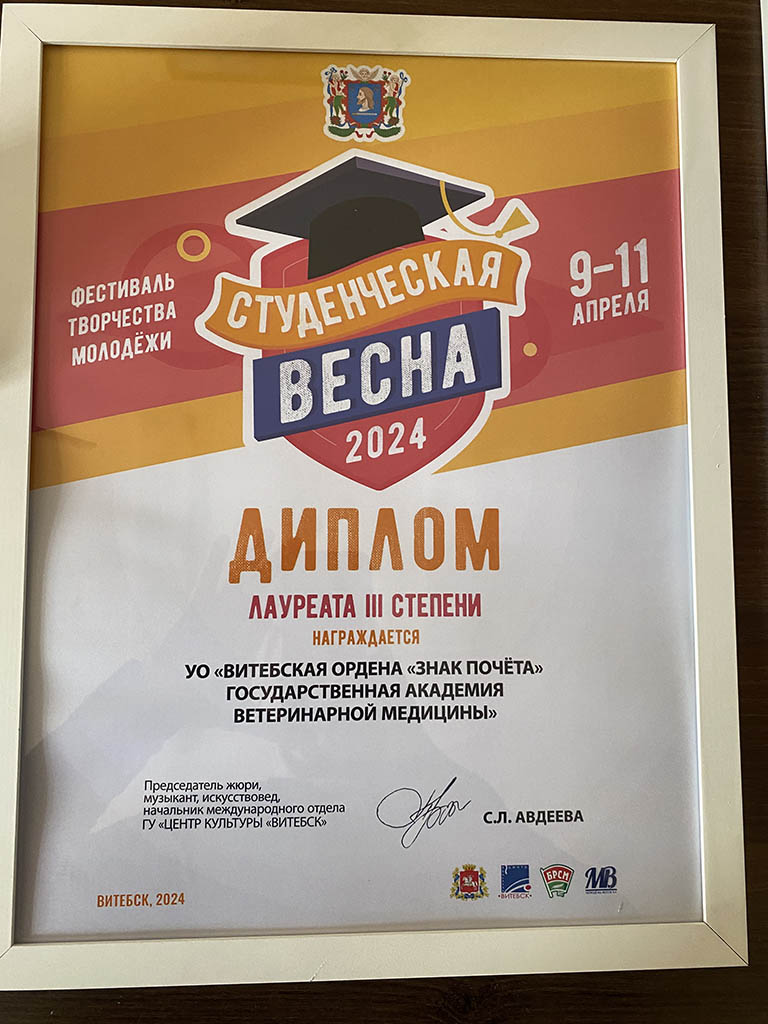 ФЕСТИВАЛЬ
ТВОРЧЕСТВА
МОЛОДЁЖИ
СТУДЕНЧЕСКАЯ
ВЕСНА
2024
9-11
АПРЕЛЯ
ДИПЛОМ
ЛАУРЕАТА III СТЕПЕНИ
НАГРАЖДАЕТСЯ
УО «ВИТЕБСКАЯ ОРДЕНА «ЗНАК ПОЧЁТА»
ГОСУДАРСТВЕННАЯ АКАДЕМИЯ
ВЕТЕРИНАРНОЙ МЕДИЦИНЫ»
Председатель жюри,
музыкант, искусствовед,
начальник международного отдела
ГУ «ЦЕНТР КУЛЬТУРЫ «ВИТЕБСК»
С.Л. АВДЕЕВА
ВИТЕБСК, 2024
•ВИТЕБСК•
БРСМ
МВ